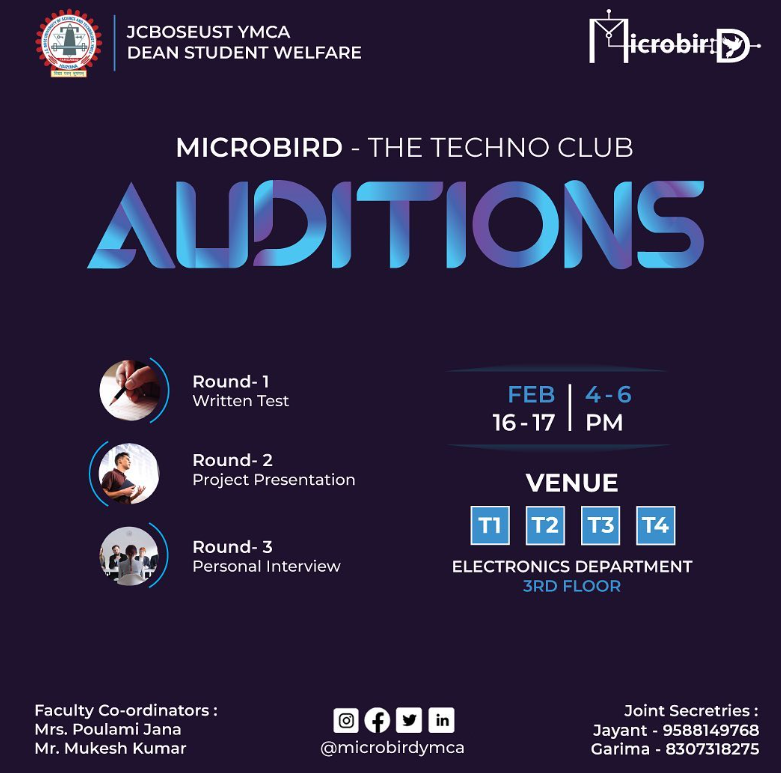 JCBOSEUST YMCA
DEAN STUDENT WELFARE
MicrobirD
MICROBIRD - THE TECHNO CLUB
AUDITIONS
Round- 1
Written Test
Round- 2
Project Presentation
Round- 3
Personal Interview
FEB 4-6
16-17 PM
VENUE
T1 T2 T3 T4
ELECTRONICS DEPARTMENT
3RD FLOOR
Faculty Co-ordinators :
Mrs. Poulami Jana
Mr. Mukesh Kumar
@microbirdymca
Joint Secretries :
Jayant - 9588149768
Garima - 8307318275